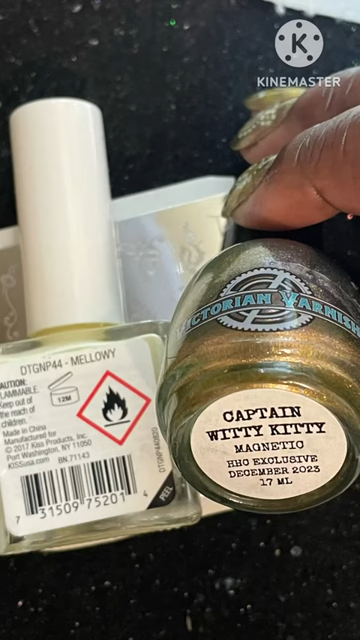 K
KINEMASTER
VICTORIAN VARNISH
CAPTAIN
WITTY KITTY
MAGNETIC
HHC EXCLUSIVE
DECEMBER 2023
17 ML
DTGNP44 - MELLOWY
CAUTION:
FLAMMABLE.
Keep out of
the reach of
children.
12M
Made in China
Manufactured for
© 2017 Kiss Products, Inc.
Port Washington, NY 11050
KISSusa.com BN.71143
7 31509 75201 4
PEEL